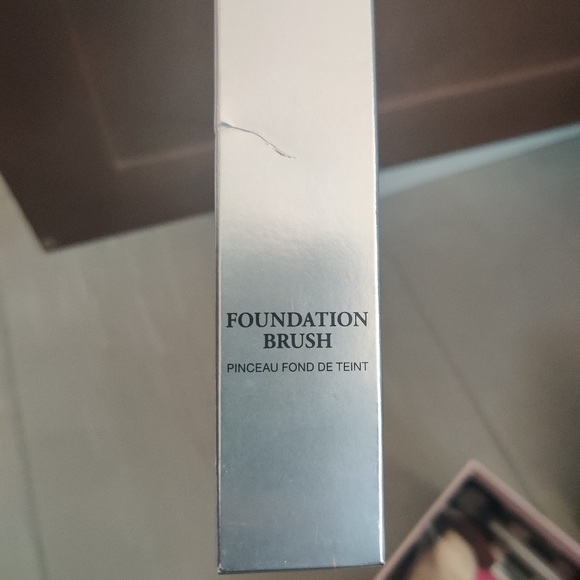 FOUNDATION
BRUSH
PINCEAU FOND DE TEINT